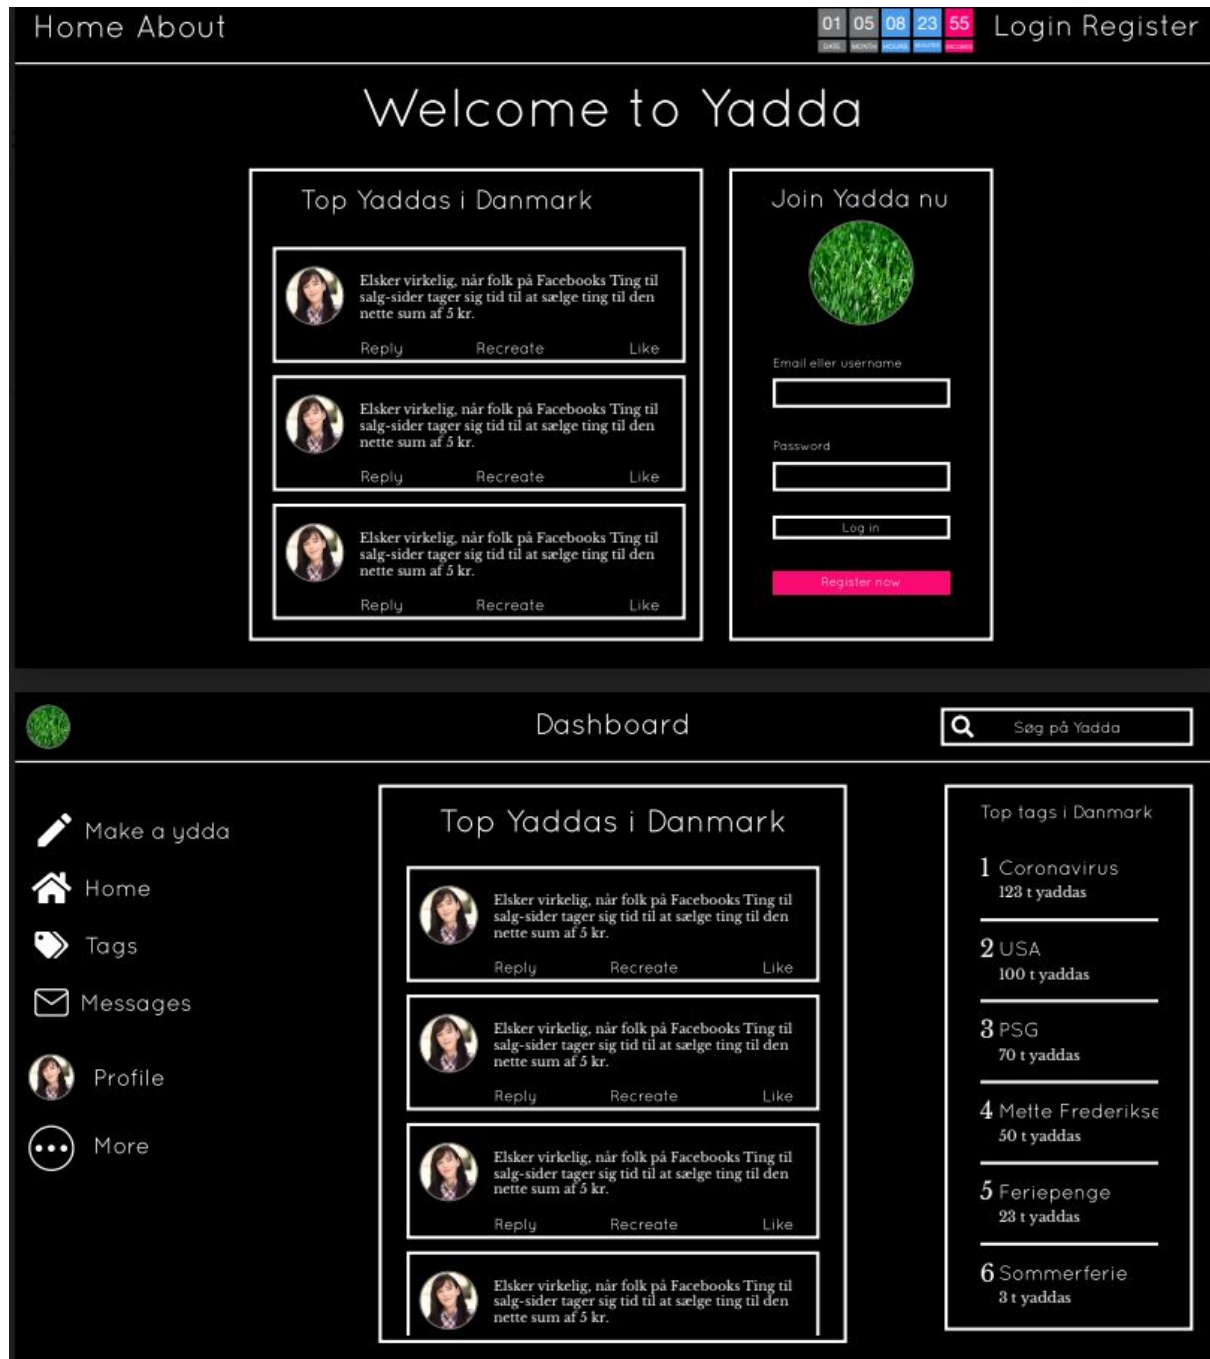 Home About
01 05 08 23 55
DATE MONTH HOURS MINUTES SECONDS
Login Register
Welcome to Yadda
Top Yaddas i Danmark
Elsker virkelig, når folk på Facebooks Ting til
salg-sider tager sig tid til at sælge ting til den
nette sum af 5 kr.
Reply Recreate Like
Elsker virkelig, når folk på Facebooks Ting til
salg-sider tager sig tid til at sælge ting til den
nette sum af 5 kr.
Reply Recreate Like
Elsker virkelig, når folk på Facebooks Ting til
salg-sider tager sig tid til at sælge ting til den
nette sum af 5 kr.
Reply Recreate Like
Join Yadda nu
Email eller username
Password
Log in
Register now
Dashboard
Søg på Yadda
Make a ydda
Home
Tags
Messages
Profile
More
Top Yaddas i Danmark
Elsker virkelig, når folk på Facebooks Ting til
salg-sider tager sig tid til at sælge ting til den
nette sum af 5 kr.
Reply Recreate Like
Elsker virkelig, når folk på Facebooks Ting til
salg-sider tager sig tid til at sælge ting til den
nette sum af 5 kr.
Reply Recreate Like
Elsker virkelig, når folk på Facebooks Ting til
salg-sider tager sig tid til at sælge ting til den
nette sum af 5 kr.
Reply Recreate Like
Elsker virkelig, når folk på Facebooks Ting til
salg-sider tager sig tid til at sælge ting til den
nette sum af 5 kr.
Top tags i Danmark
1 Coronavirus
123 t yaddas
2 USA
100 t yaddas
3 PSG
70 t yaddas
4 Mette Frederikse
50 t yaddas
5 Feriepenge
23 t yaddas
6 Sommerferie
3 t yaddas